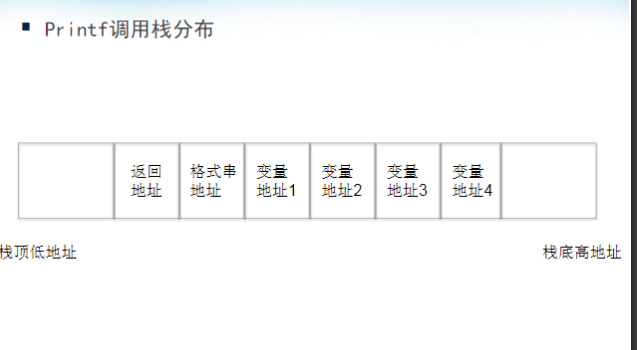 Printf调用栈分布
返回
地址
格式串
地址
变量
地址1
变量
地址2
变量
地址3
变量
地址4
栈顶低地址
栈底高地址